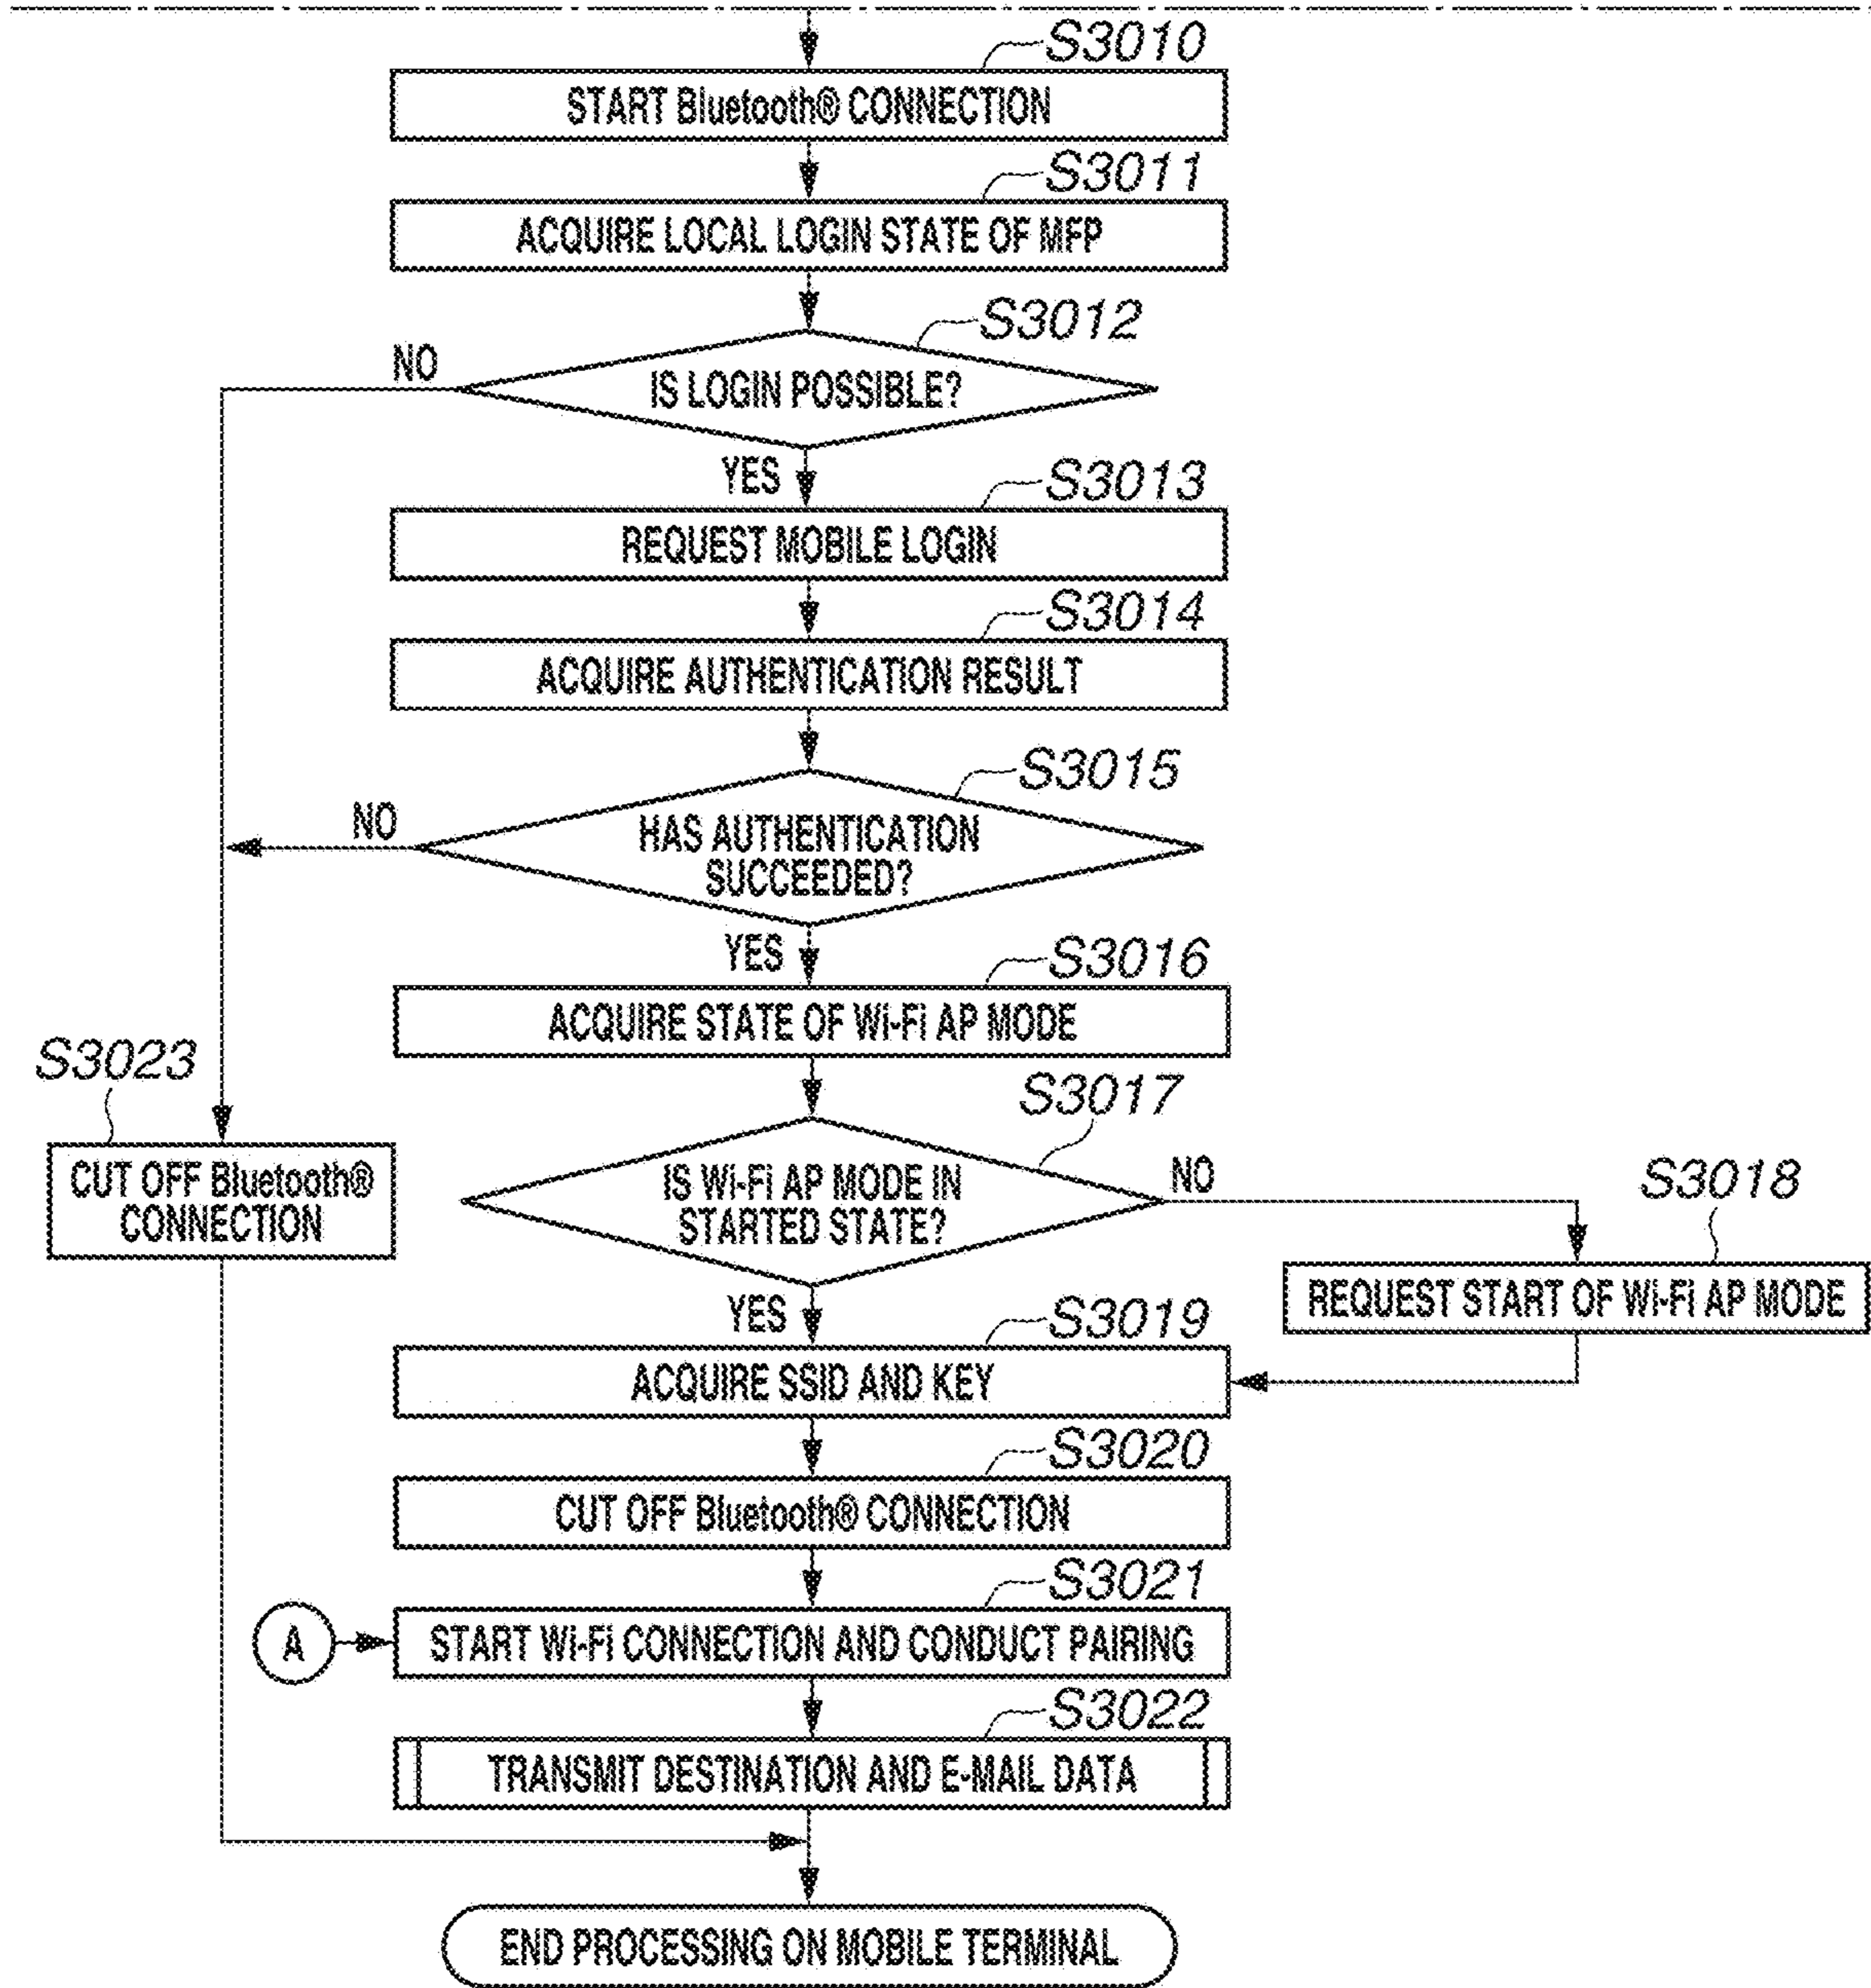 S3010
START Bluetooth® CONNECTION
S3011
ACQUIRE LOCAL LOGIN STATE OF MFP
S3012
NO
IS LOGIN POSSIBLE?
YES
S3013
REQUEST MOBILE LOGIN
S3014
ACQUIRE AUTHENTICATION RESULT
S3015
NO
HAS AUTHENTICATION
SUCCEEDED?
YES
S3016
ACQUIRE STATE OF Wi-Fi AP MODE
S3023
CUT OFF Bluetooth®
CONNECTION
S3017
IS Wi-Fi AP MODE IN
STARTED STATE?
NO
S3018
REQUEST START OF Wi-Fi AP MODE
YES
S3019
ACQUIRE SSID AND KEY
S3020
CUT OFF Bluetooth® CONNECTION
S3021
A
START Wi-Fi CONNECTION AND CONDUCT PAIRING
S3022
TRANSMIT DESTINATION AND E-MAIL DATA
END PROCESSING ON MOBILE TERMINAL